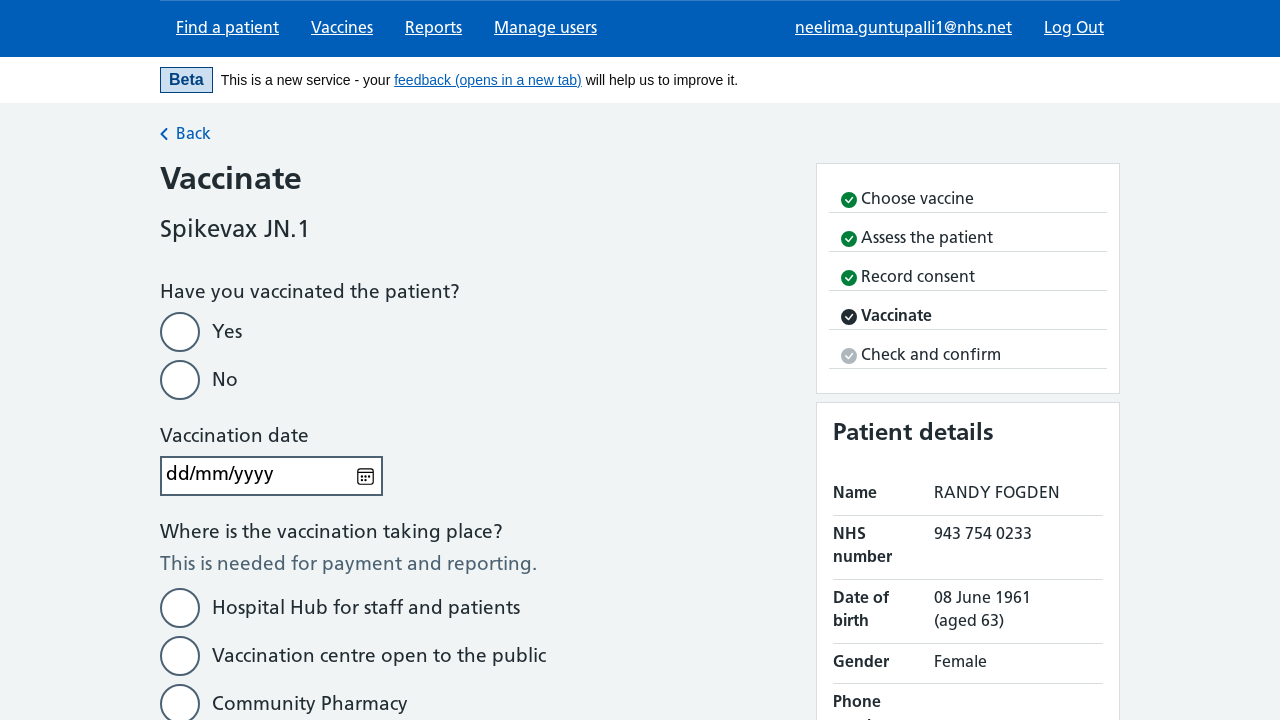 Find a patient Vaccines Reports Manage users neelima.guntupalli1@nhs.net Log Out
Beta This is a new service - your feedback (opens in a new tab) will help us to improve it.
Back
Vaccinate
Spikevax JN.1
Have you vaccinated the patient?
Yes
No
Vaccination date
dd/mm/yyyy
Where is the vaccination taking place?
This is needed for payment and reporting.
Hospital Hub for staff and patients
Vaccination centre open to the public
Community Pharmacy
Choose vaccine
Assess the patient
Record consent
Vaccinate
Check and confirm
Patient details
Name RANDY FOGDEN
NHS number 943 754 0233
Date of birth 08 June 1961 (aged 63)
Gender Female
Phone